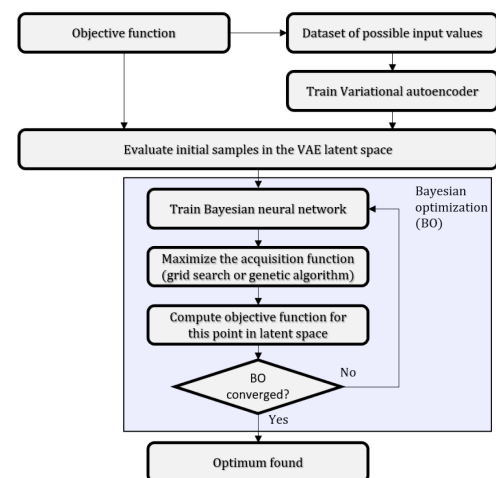 Objective function
Dataset of possible input values
Train Variational autoencoder
Evaluate initial samples in the VAE latent space
Bayesian
optimization
(BO)
Train Bayesian neural network
Maximize the acquisition function
(grid search or genetic algorithm)
Compute objective function for
this point in latent space
BO
converged?
No
Yes
Optimum found